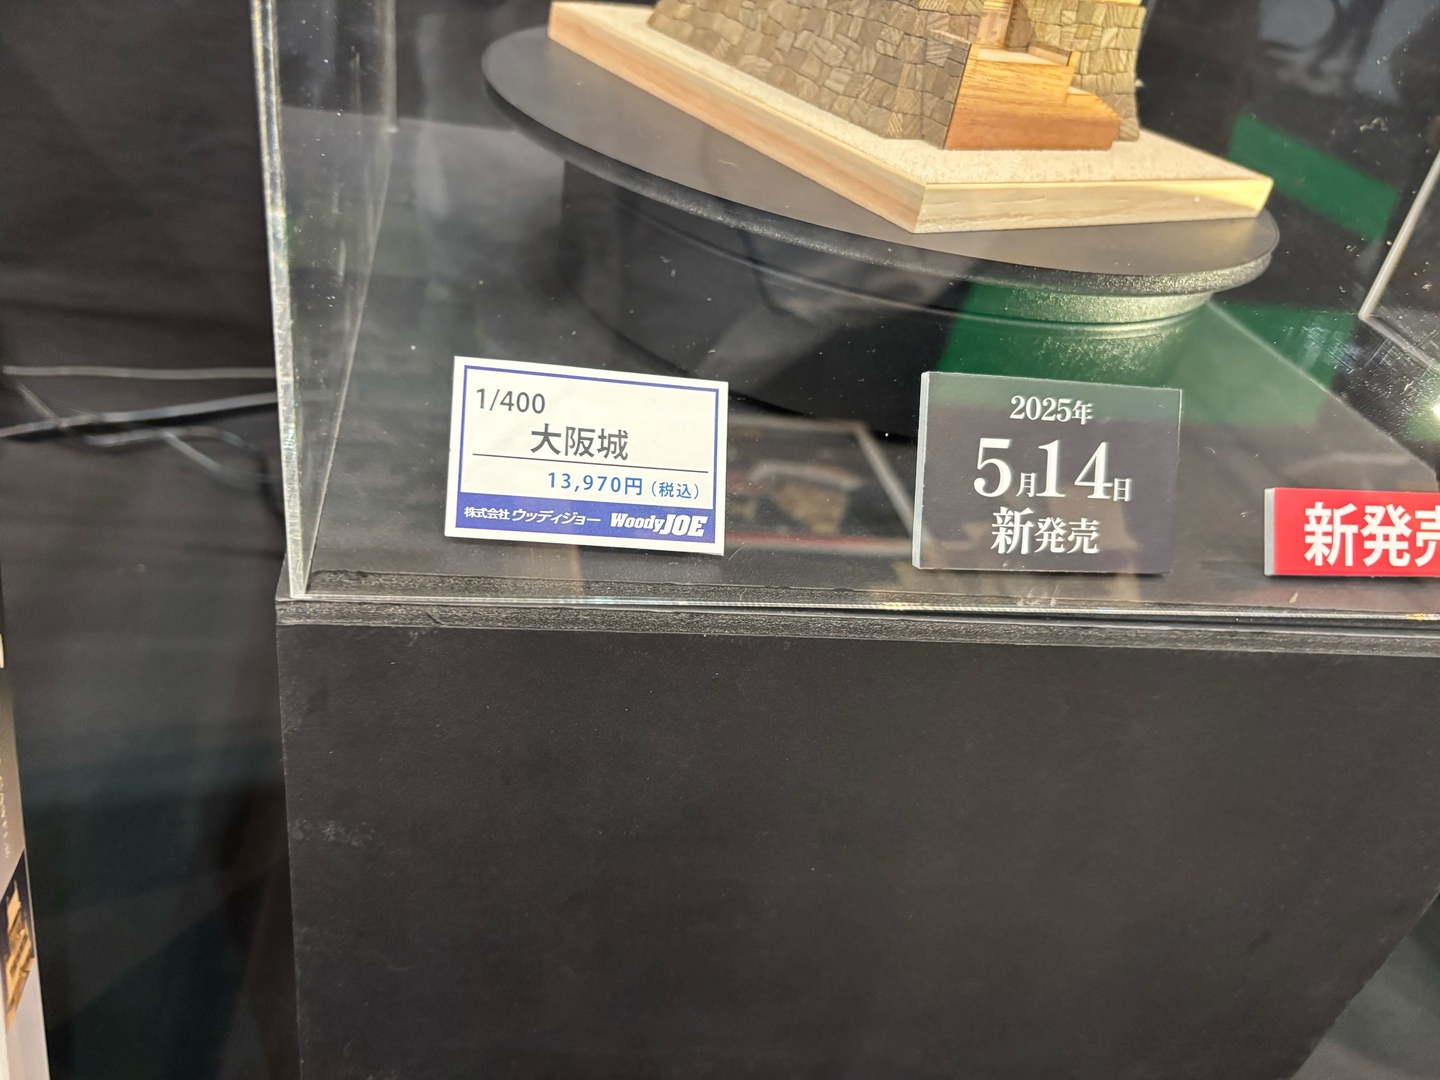 1/400
大阪城
13,970円(税込)
株式会社 ウッディジョー Woody JOE
2025年
5月14日
新発売
新発売